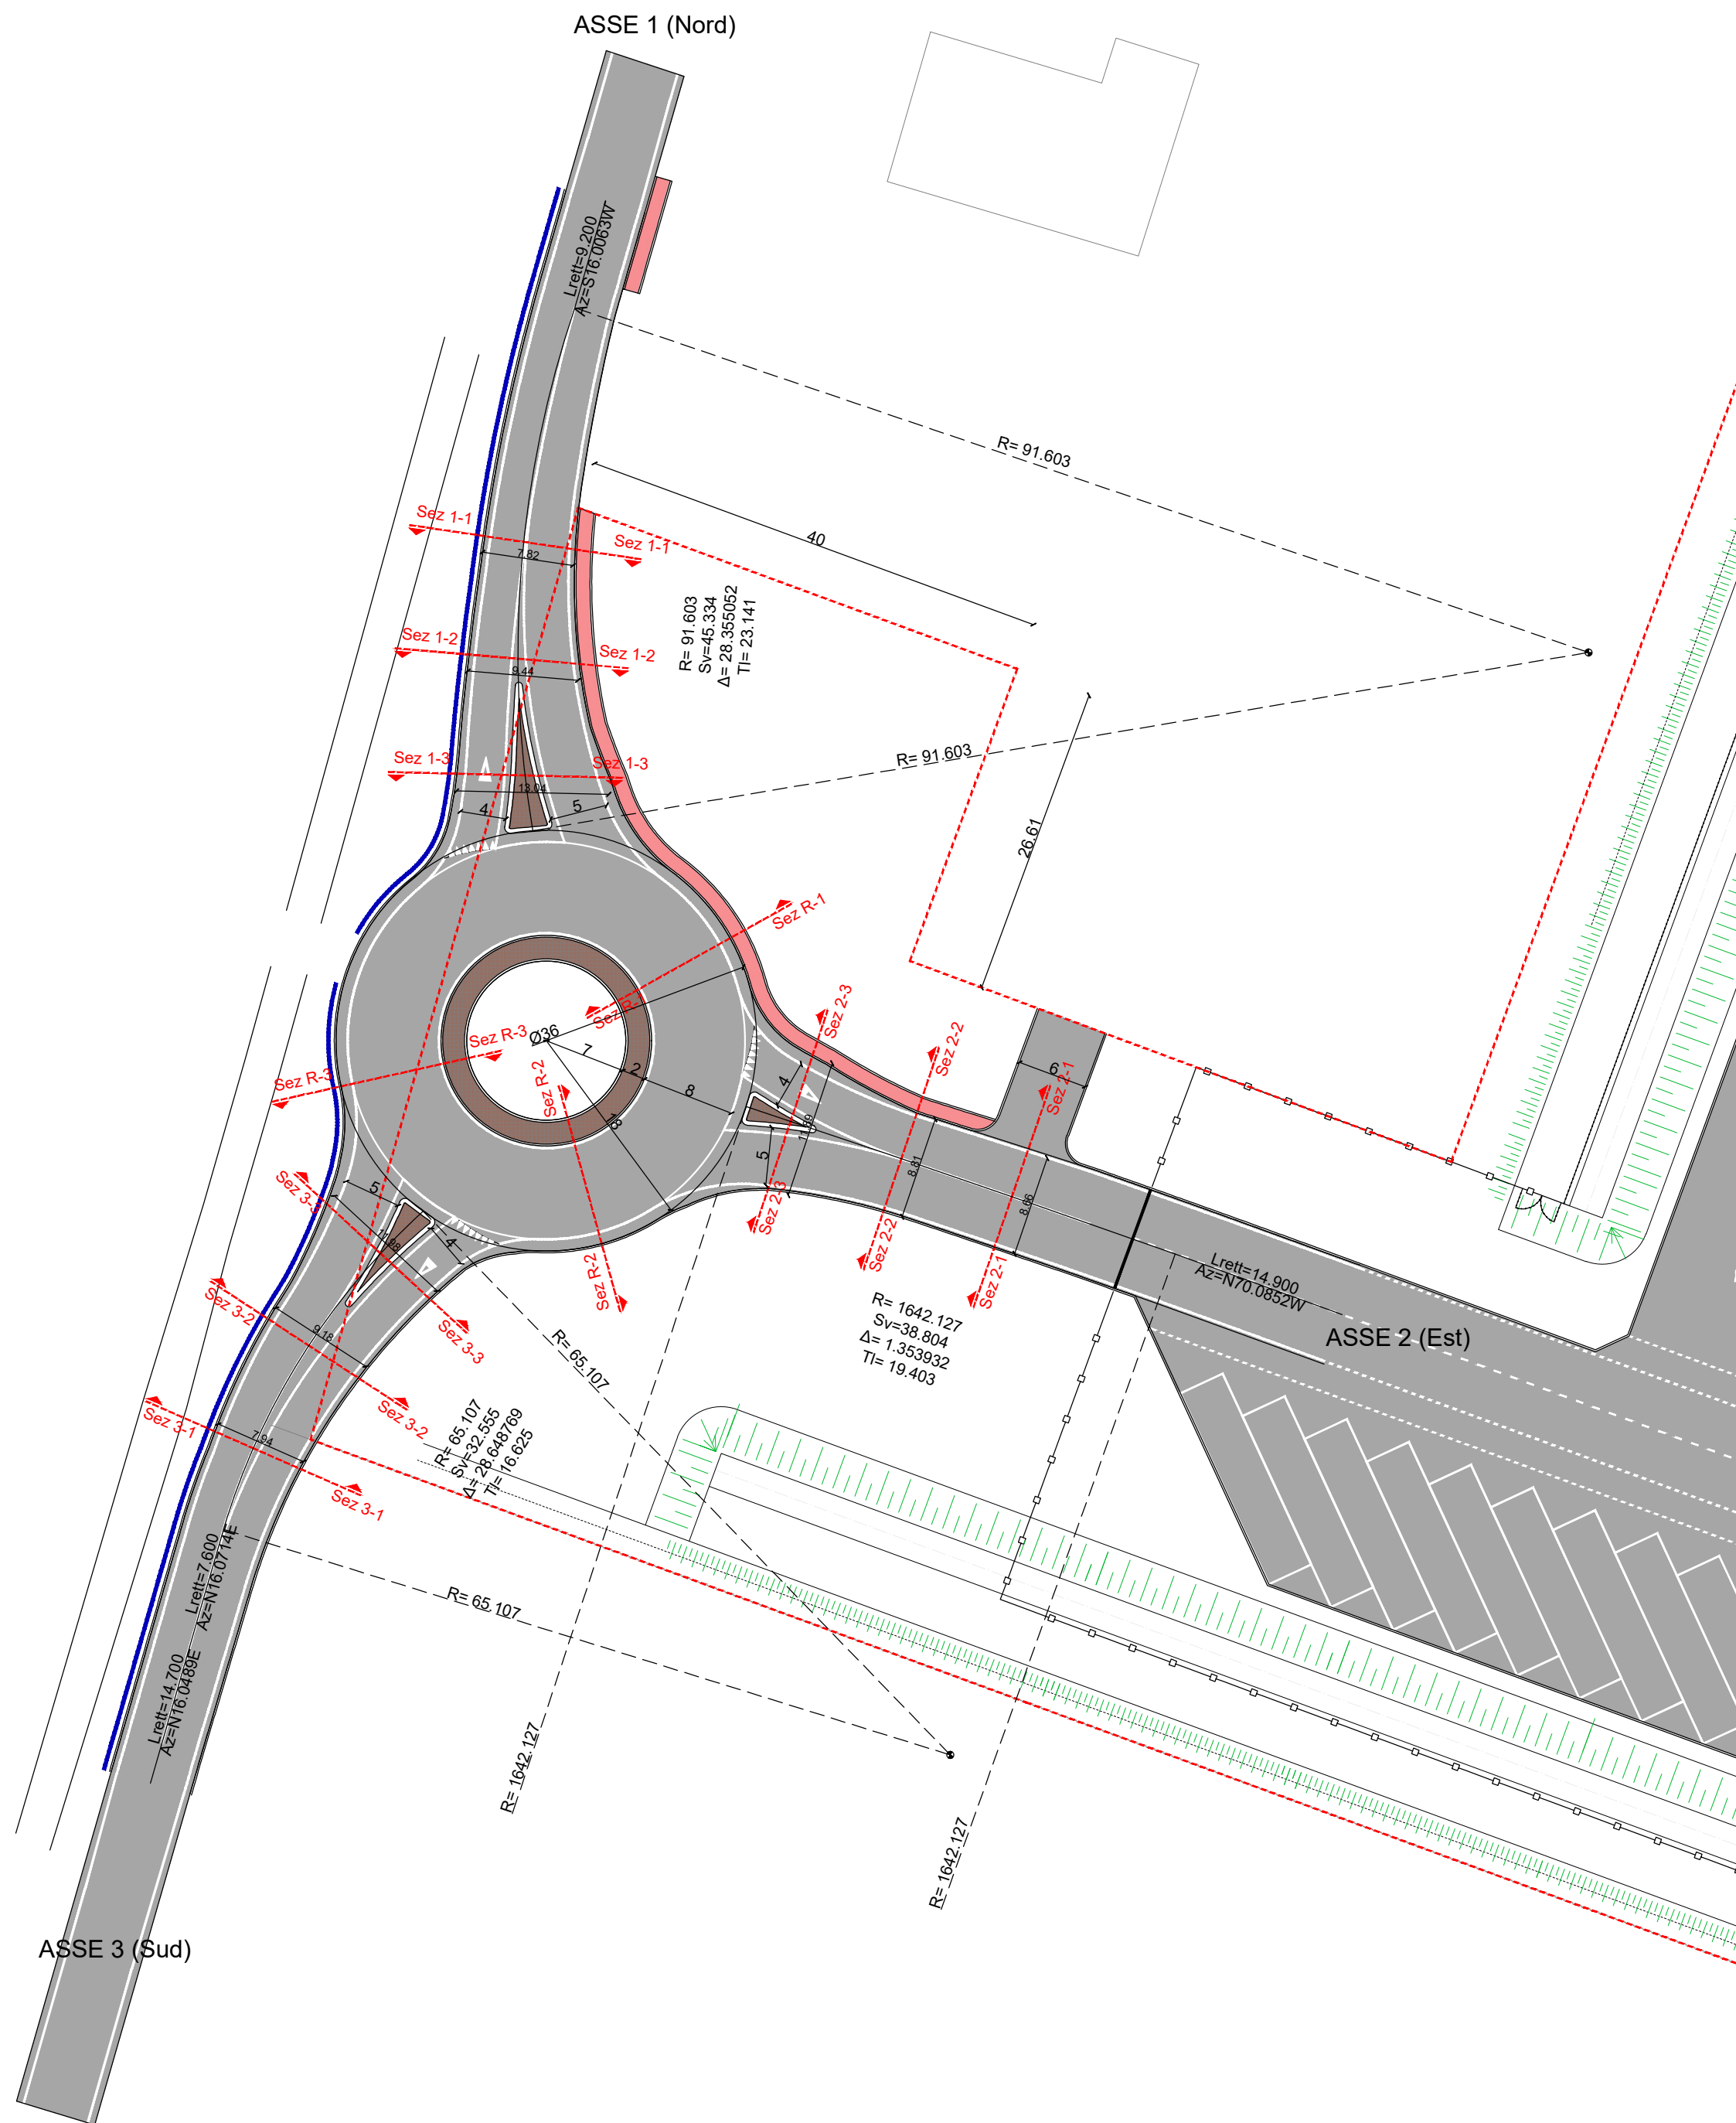 ASSE 1 (Nord)
Lrett=9.200
Az=S16.0063W
R= 91.603
40
Sez 1-1
Sez 1-1
7.82
R= 91.603
Sv=45.334
Δ= 28.355052
Tl= 23.141
Sez 1-2
Sez 1-2
9.44
R= 91.603
Sez 1-3
Sez 1-3
13.04
4
5
26.61
Sez R-1
Ø36
7
2
8
18
Sez R-3
Sez R-3
Sez R-2
Sez R-2
Sez 2-3
Sez 2-3
4
5
Sez 2-2
Sez 2-2
8.81
6
Sez 2-1
Sez 2-1
8.66
Lrett=14.900
Az=N70.0852W
ASSE 2 (Est)
R= 1642.127
Sv=38.804
Δ= 1.353932
Tl= 19.403
Sez 3-3
Sez 3-3
5
4
Sez 3-2
Sez 3-2
9.18
R= 65.107
Sez 3-1
Sez 3-1
7.94
R= 65.107
Sv=32.555
Δ= 28.648769
Tl= 16.625
Lrett=7.600
Az=N16.0714E
R= 65.107
Lrett=14.700
Az=N16.0489E
R= 1642.127
R= 1642.127
ASSE 3 (Sud)